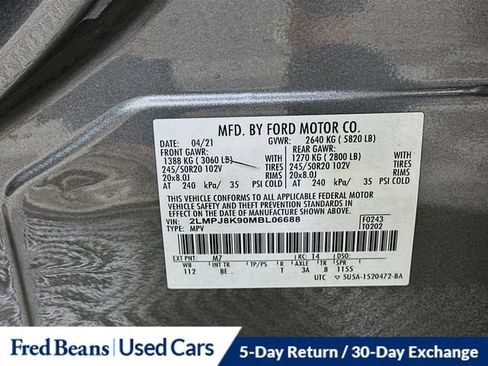 MFD. BY FORD MOTOR CO.
DATE: 04/21 GVWR: 2640 KG ( 5820 LB)
FRONT GAWR: REAR GAWR:
1388 KG ( 3060 LB) WITH 1270 KG ( 2800 LB) WITH
245/50R20 102V TIRES 245/50R20 102V TIRES
20x8.0J RIMS 20x8.0J RIMS
AT 240 kPa/ 35 PSI COLD AT 240 kPa/ 35 PSI COLD
THIS VEHICLE CONFORMS TO ALL APPLICABLE FEDERAL MOTOR
VEHICLE SAFETY AND BUMPER STANDARDS IN EFFECT ON THE DATE OF
MANUFACTURE SHOWN ABOVE.
VIN: 2LMPJ8K90MBL06688 F0243
TYPE: MPV T0202
EXT PNT: M7 RC: 14 DSO:
WB INT TR TP/PS R AXLE TR SPR
112 BE T 3A 8 1155
UTC 5U5A-1520472-BA
Fred Beans Used Cars 5-Day Return / 30-Day Exchange